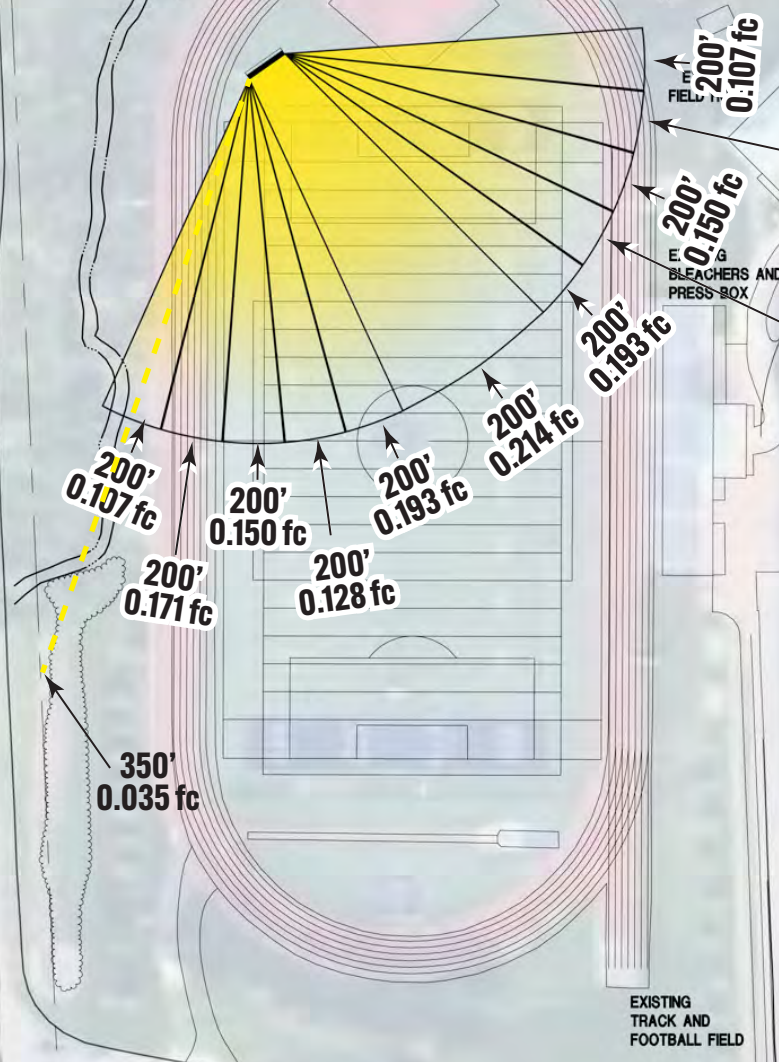 200'
0.107 fc
FIELD
200'
0.150 fc
BLEACHERS AND
PRESS BOX
200'
0.193 fc
200'
0.214 fc
200'
0.193 fc
200'
0.128 fc
200'
0.150 fc
200'
0.171 fc
200'
0.107 fc
350'
0.035 fc
EXISTING
TRACK AND
FOOTBALL FIELD